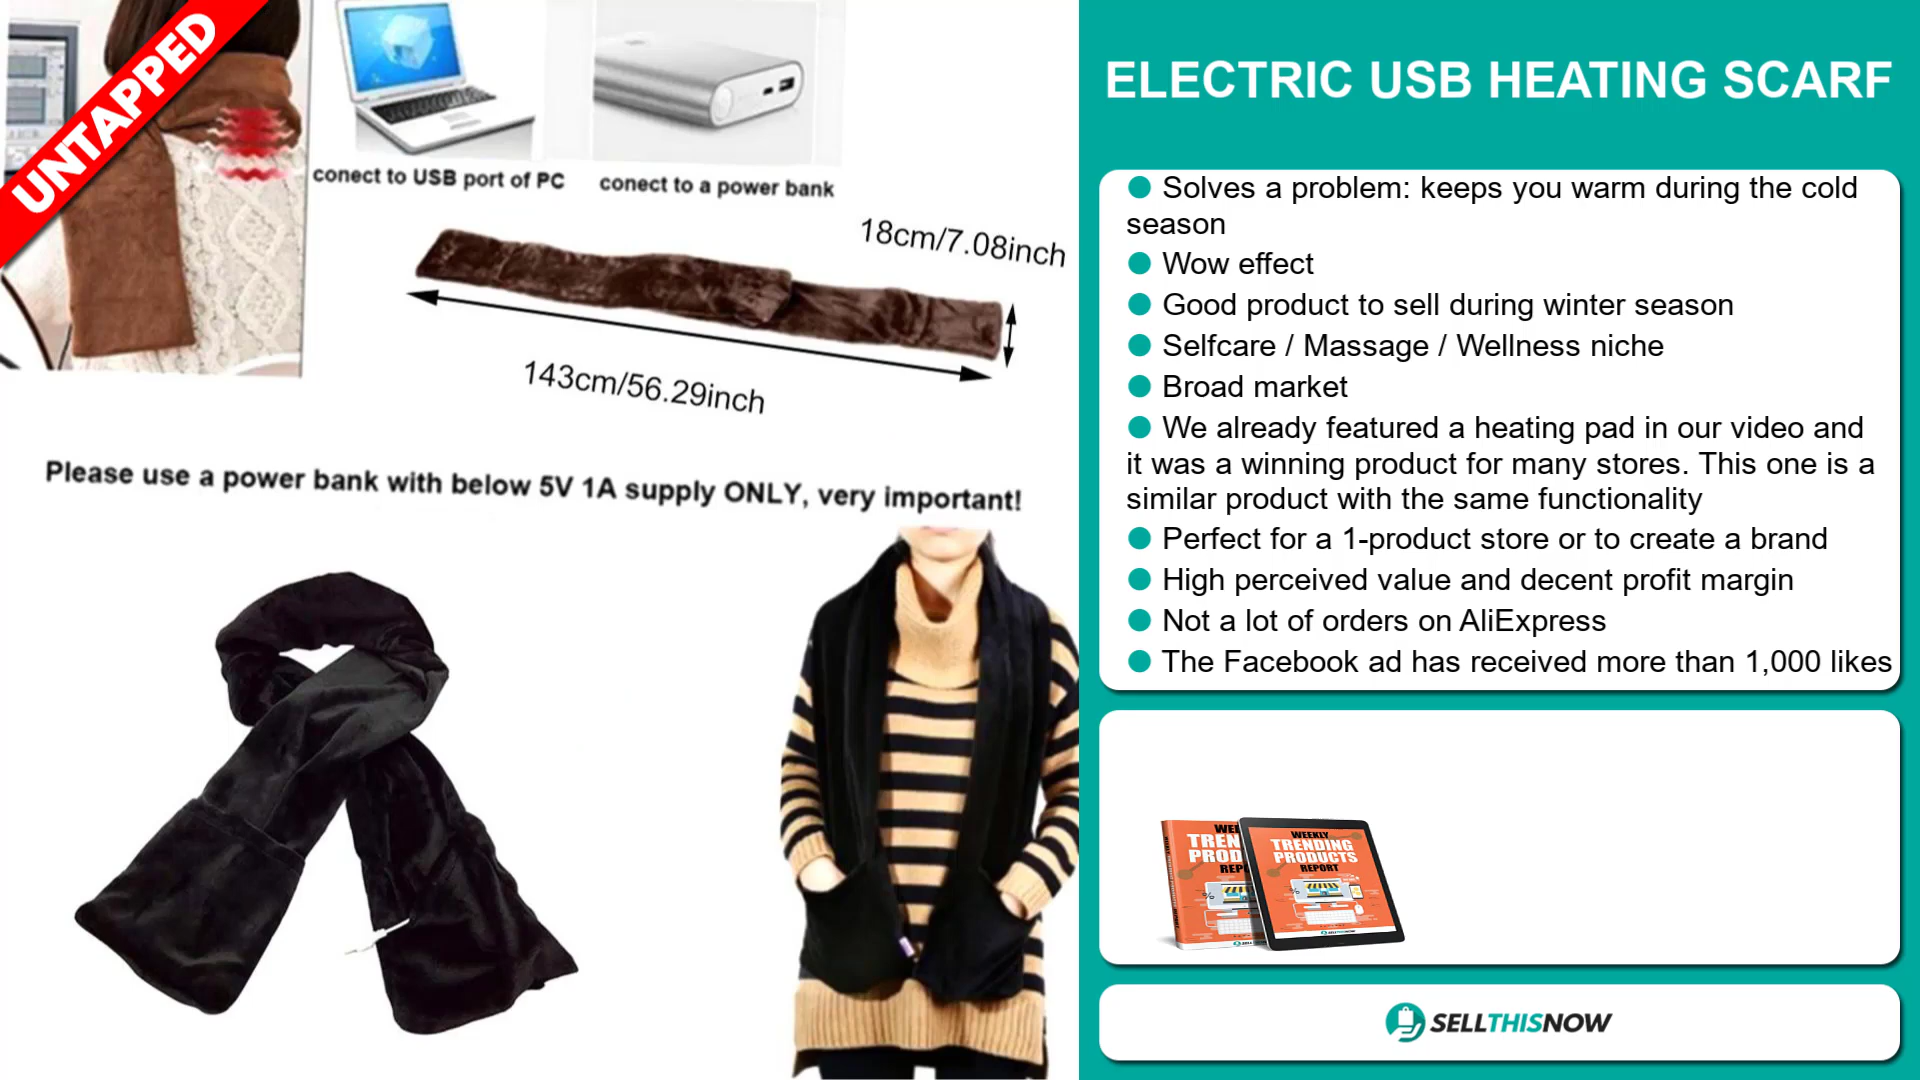 UNTAPPED
conect to USB port of PC
conect to a power bank
18cm/7.08inch
143cm/56.29inch
Please use a power bank with below 5V 1A supply ONLY, very important!
ELECTRIC USB HEATING SCARF
● Solves a problem: keeps you warm during the cold
season
● Wow effect
● Good product to sell during winter season
● Selfcare / Massage / Wellness niche
● Broad market
● We already featured a heating pad in our video and
it was a winning product for many stores. This one is a
similar product with the same functionality
● Perfect for a 1-product store or to create a brand
● High perceived value and decent profit margin
● Not a lot of orders on AliExpress
● The Facebook ad has received more than 1,000 likes
WEEKLY
TRENDING
PRODUCTS
REPORT
SELLTHISNOW